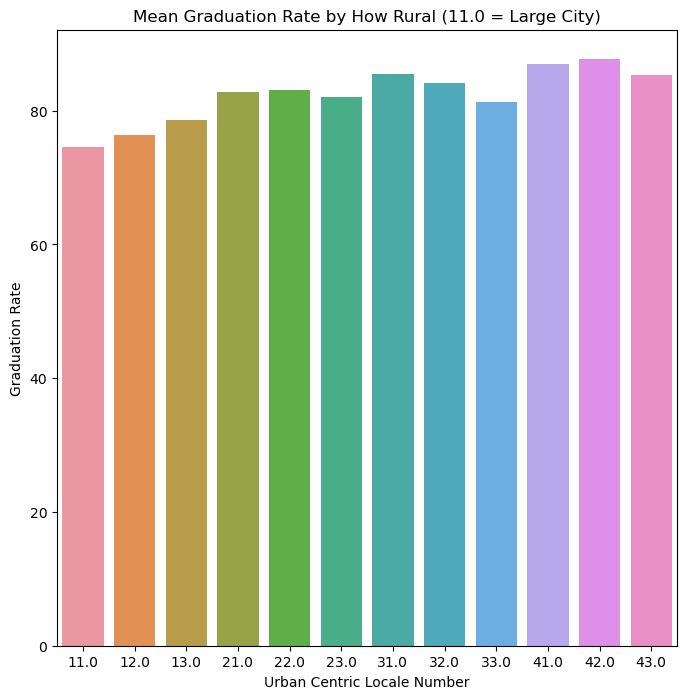 Mean Graduation Rate by How Rural (11.0 = Large City)
Graduation Rate
80
60
40
20
0
11.0 12.0 13.0 21.0 22.0 23.0 31.0 32.0 33.0 41.0 42.0 43.0
Urban Centric Locale Number